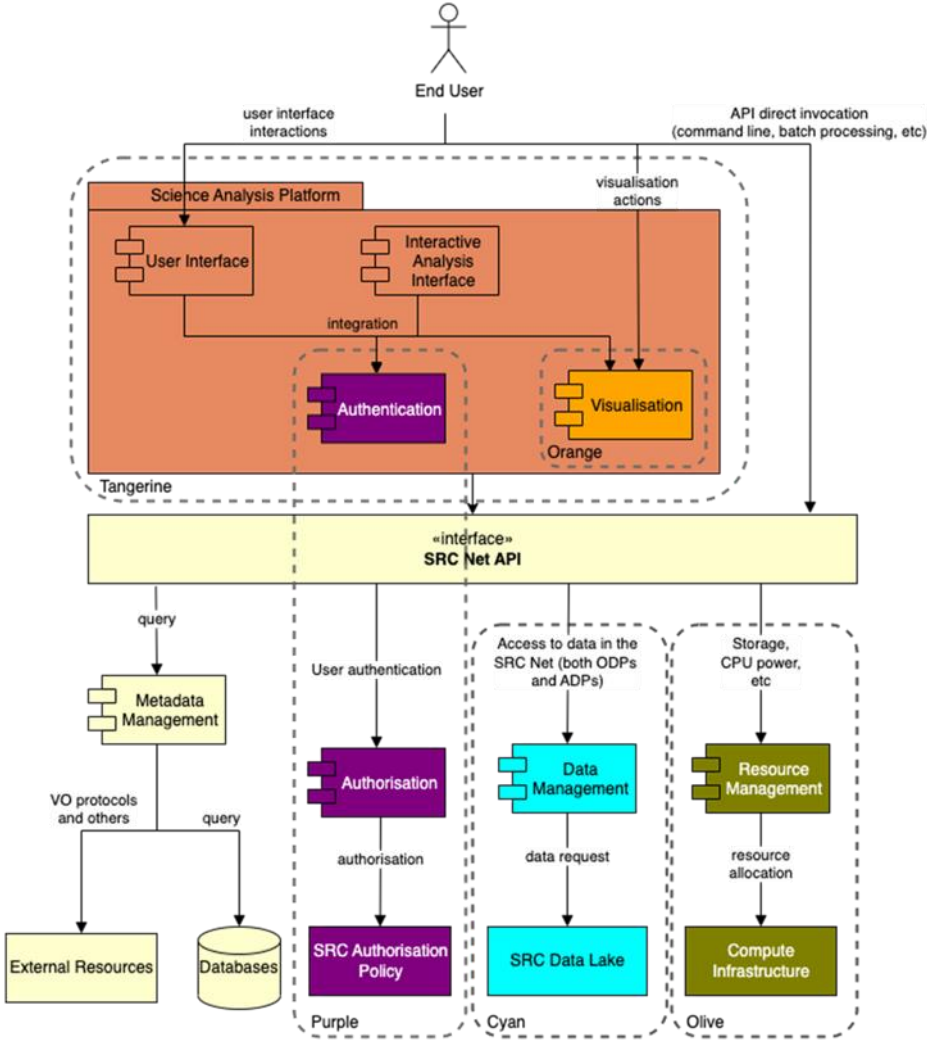 End User
user interface
interactions
API direct invocation
(command line, batch processing, etc)
visualisation
actions
Science Analysis Platform
User Interface
Interactive
Analysis
Interface
integration
Authentication
Visualisation
Orange
Tangerine
«interface»
SRC Net API
query
User authentication
Access to data in the
SRC Net (both ODPs
and ADPs)
Storage,
CPU power,
etc
Metadata
Management
Authorisation
Data
Management
Resource
Management
VO protocols
and others
query
authorisation
data request
resource
allocation
External Resources
Databases
SRC Authorisation
Policy
SRC Data Lake
Compute
Infrastructure
Purple
Cyan
Olive